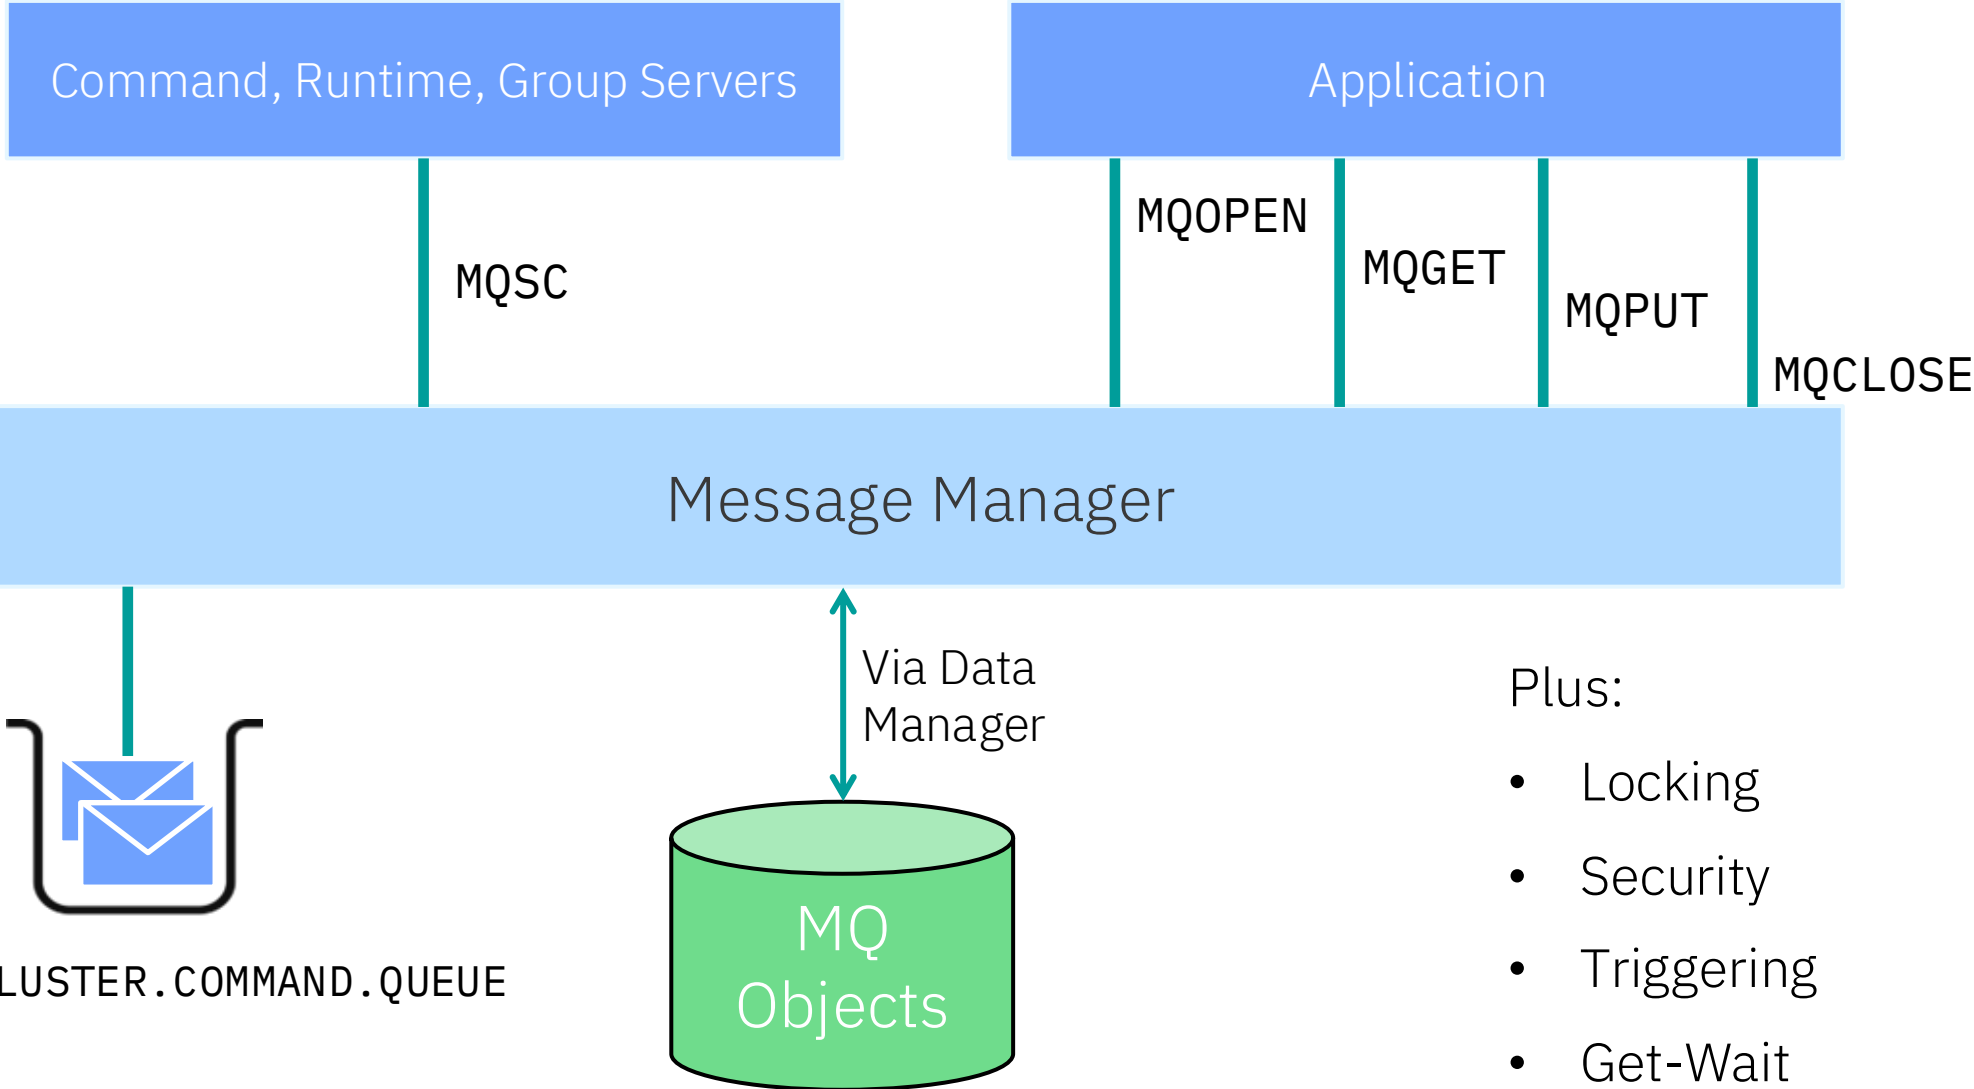 Command, Runtime, Group Servers
Application
MQOPEN
MQGET
MQSC
MQPUT
MQCLOSE
Message Manager
Via Data
Manager
Plus:
• Locking
• Security
• Triggering
• Get-Wait
MQ
Objects
LUSTER.COMMAND.QUEUE